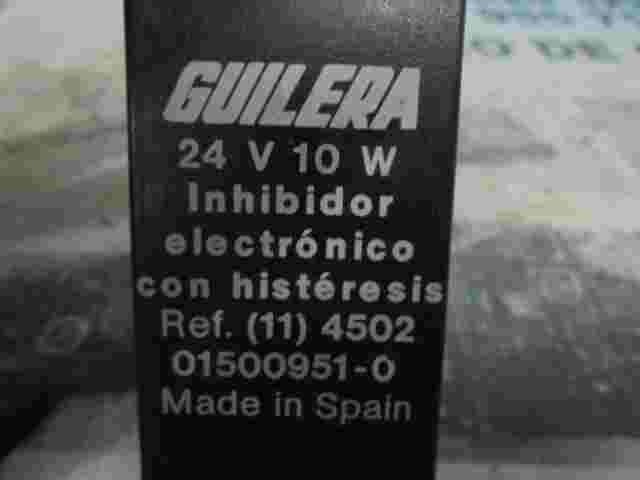 GUILERA
24 V 10 W
Inhibidor
electrónico
con histéresis
Ref. (11) 4502
01500951-0
Made in Spain